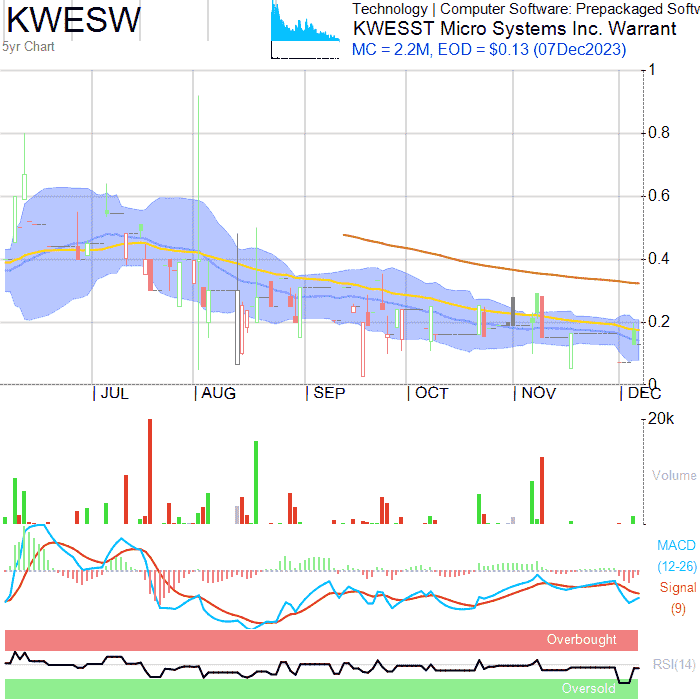 KWESW
5yr Chart
Technology | Computer Software: Prepackaged Softw
KWESST Micro Systems Inc. Warrant
MC = 2.2M, EOD = $0.13 (07Dec2023)
1
0.8
0.6
0.4
0.2
0
JUL AUG SEP OCT NOV DEC
20k
Volume
MACD
(12-26)
Signal
(9)
Overbought
RSI(14)
Oversold